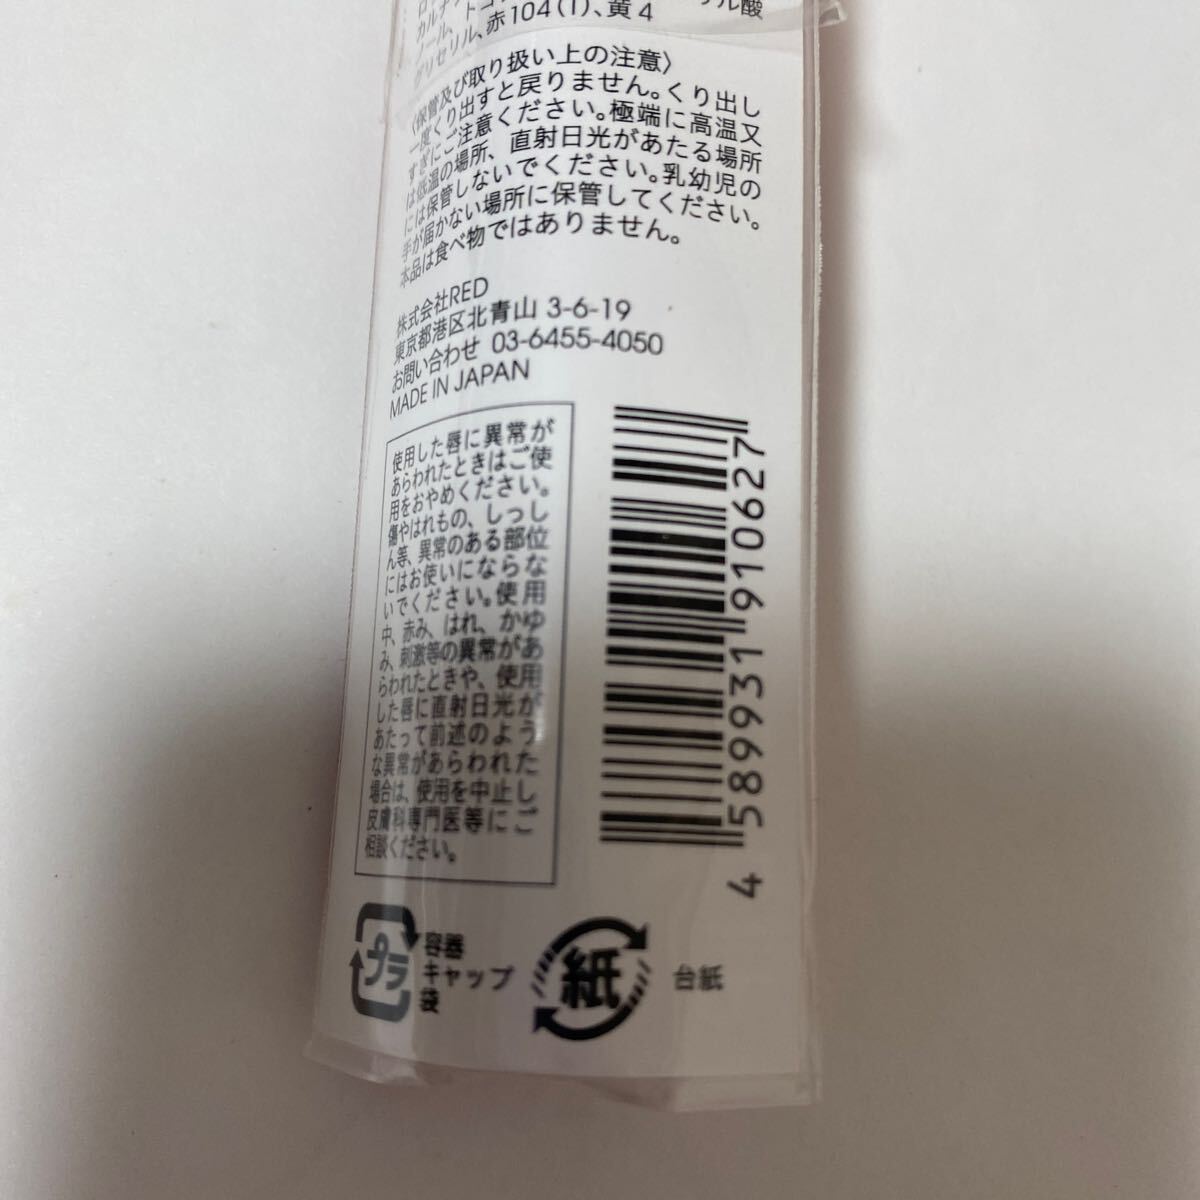 カルナ
リル酸
ノール、トコ
グリセリル、赤104(1)、黄4
〈保管及び取り扱い上の注意〉
一度くり出すと戻りません。くり出し
すぎにご注意ください。極端に高温又
は低温の場所、直射日光があたる場所
には保管しないでください。乳幼児の
手が届かない場所に保管してください。
本品は食べ物ではありません。
株式会社RED
東京都港区北青山 3-6-19
お問い合わせ 03-6455-4050
MADE IN JAPAN
使用した唇に異常が
あらわれたときはご使
用をおやめください。
傷やはれもの、しっし
ん等、異常のある部位
にはお使いにならな
いでください。使用
中、赤み、はれ、かゆ
み、刺激等の異常があ
らわれたときや、使用
した唇に直射日光が
あたって前述のよう
な異常があらわれた
場合は、使用を中止し
皮膚科専門医等にご
相談ください。
4 589931 910627
プラ
容器
キャップ
袋
紙
台紙